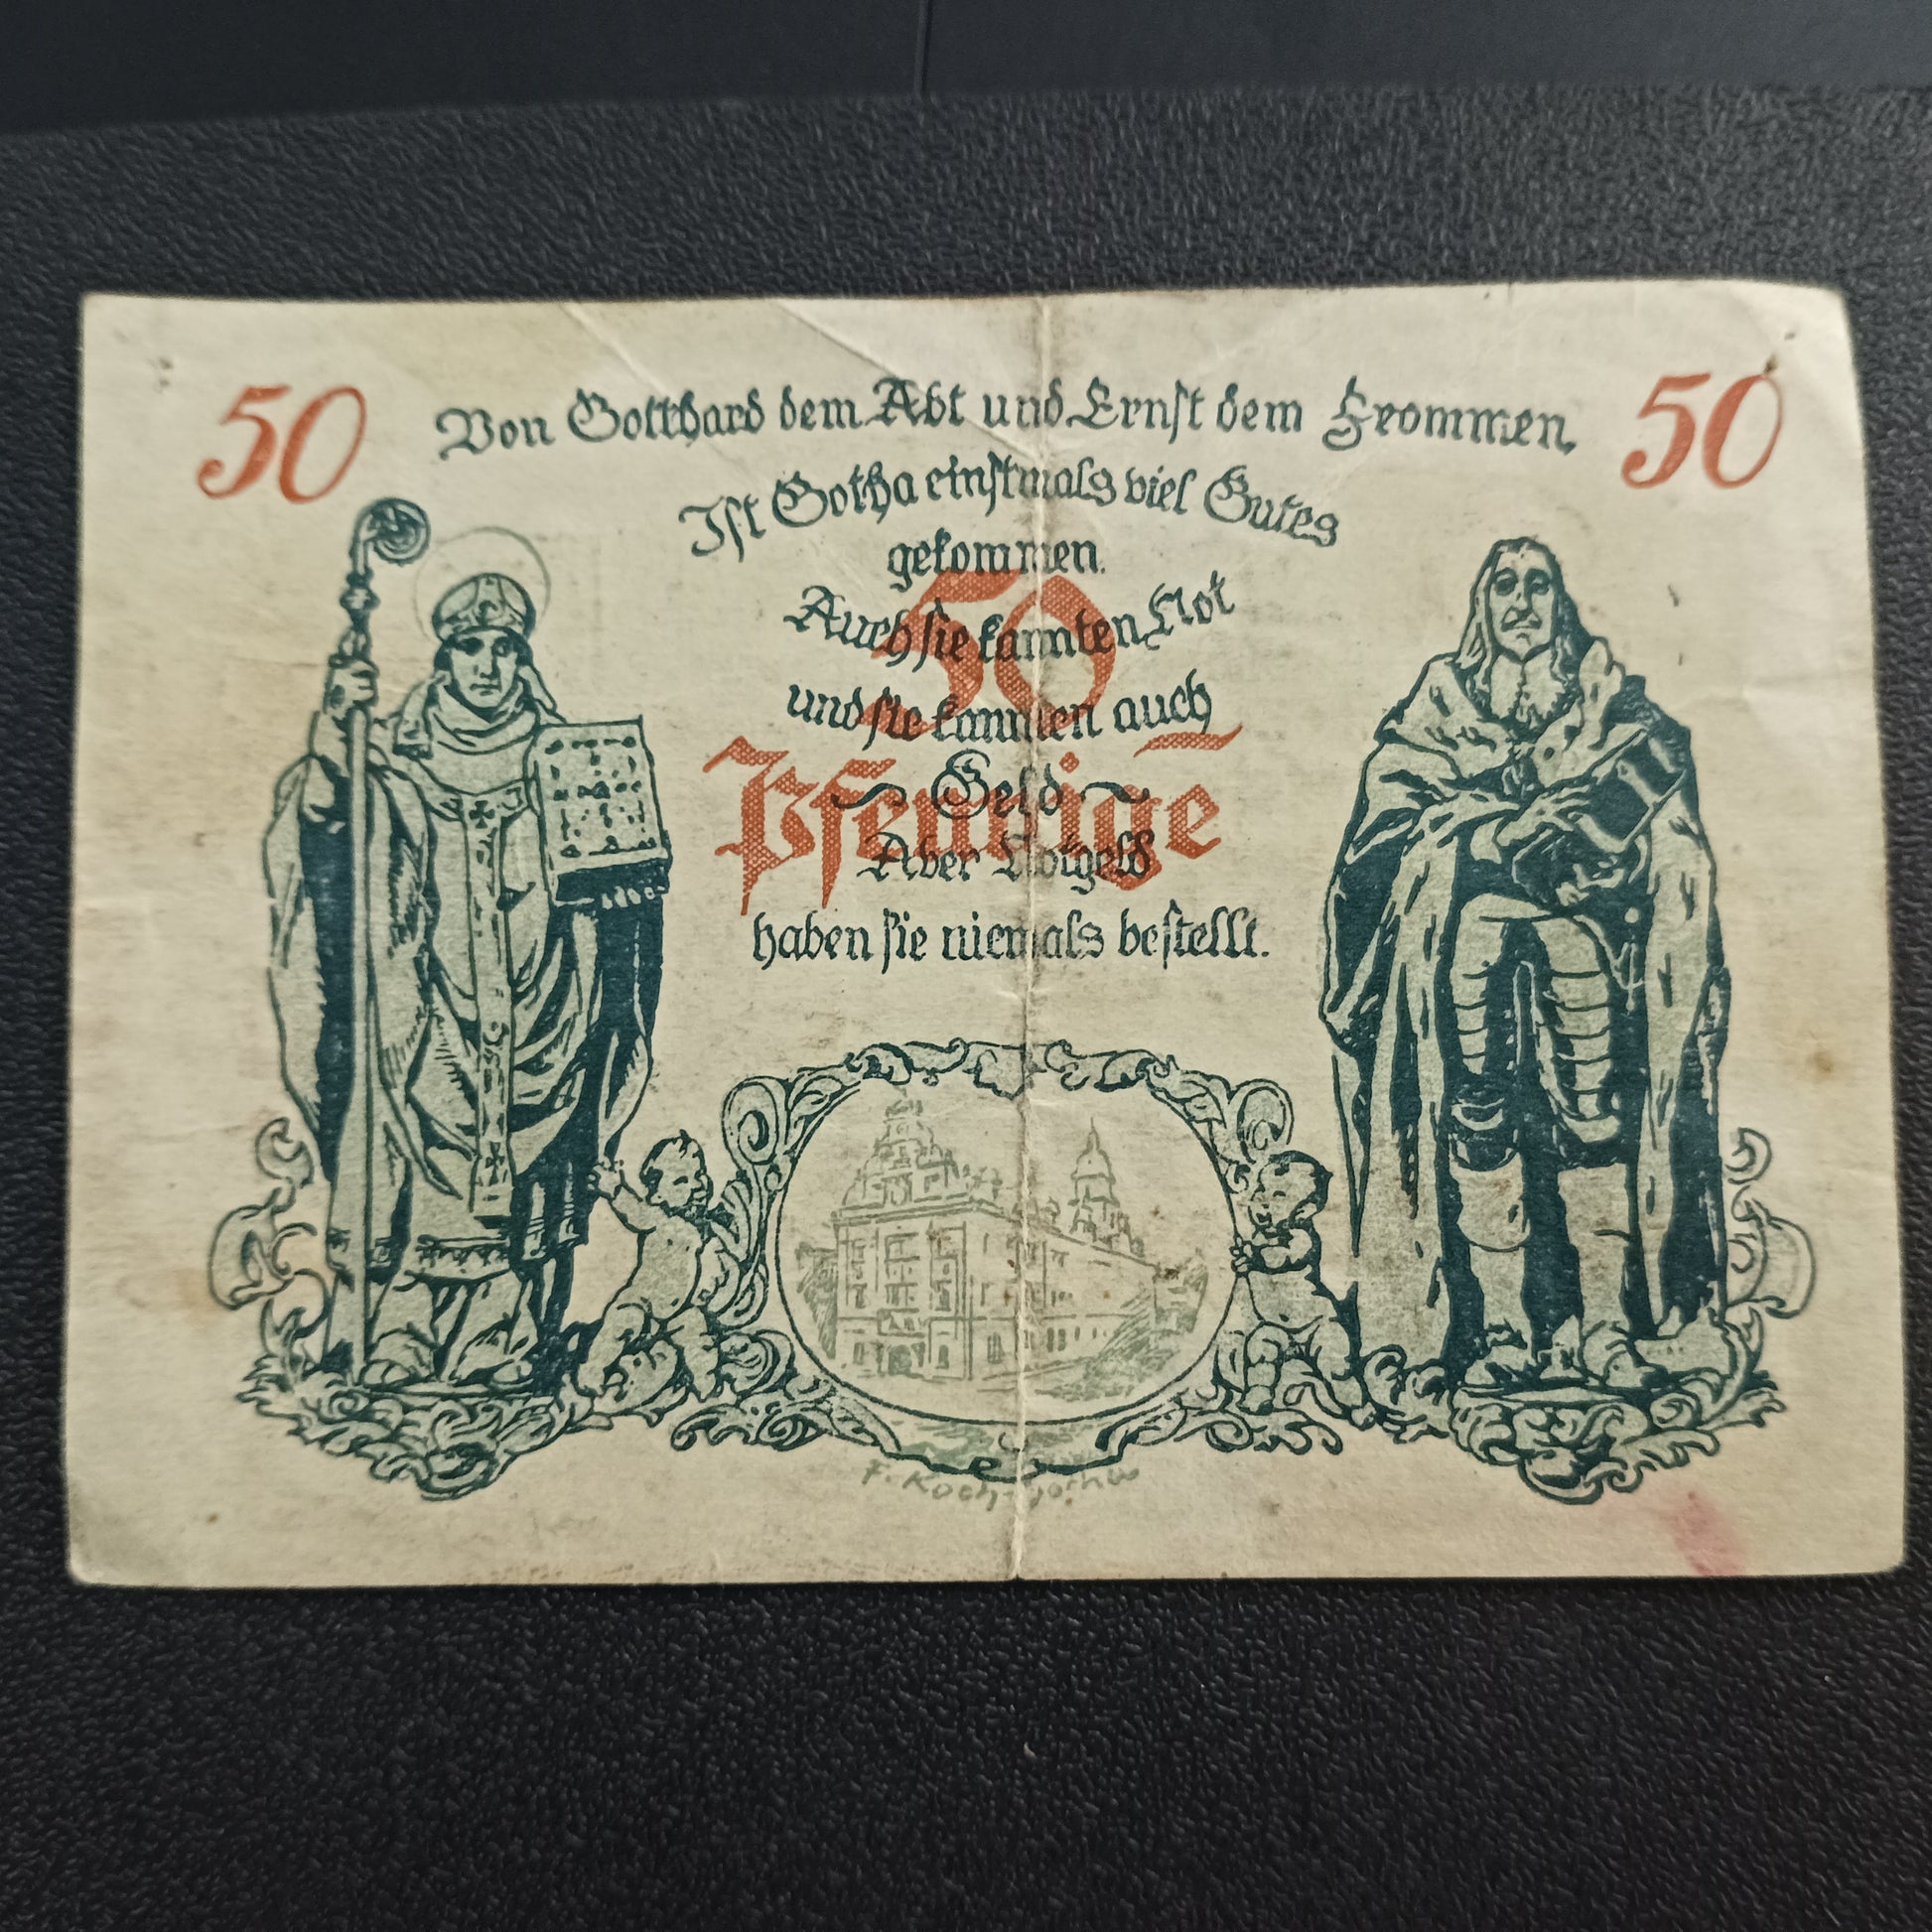 50 Von Gotthard dem Abt und Ernst dem Frommen, 50
Ist Gotha einstmals viel Gutes
gekommen.
50
Auch sie kannten Not
und sie kannten auch
Pfennige
Geld
Aber Notgeld
haben sie niemals bestellt.
F. Koch-Gotha